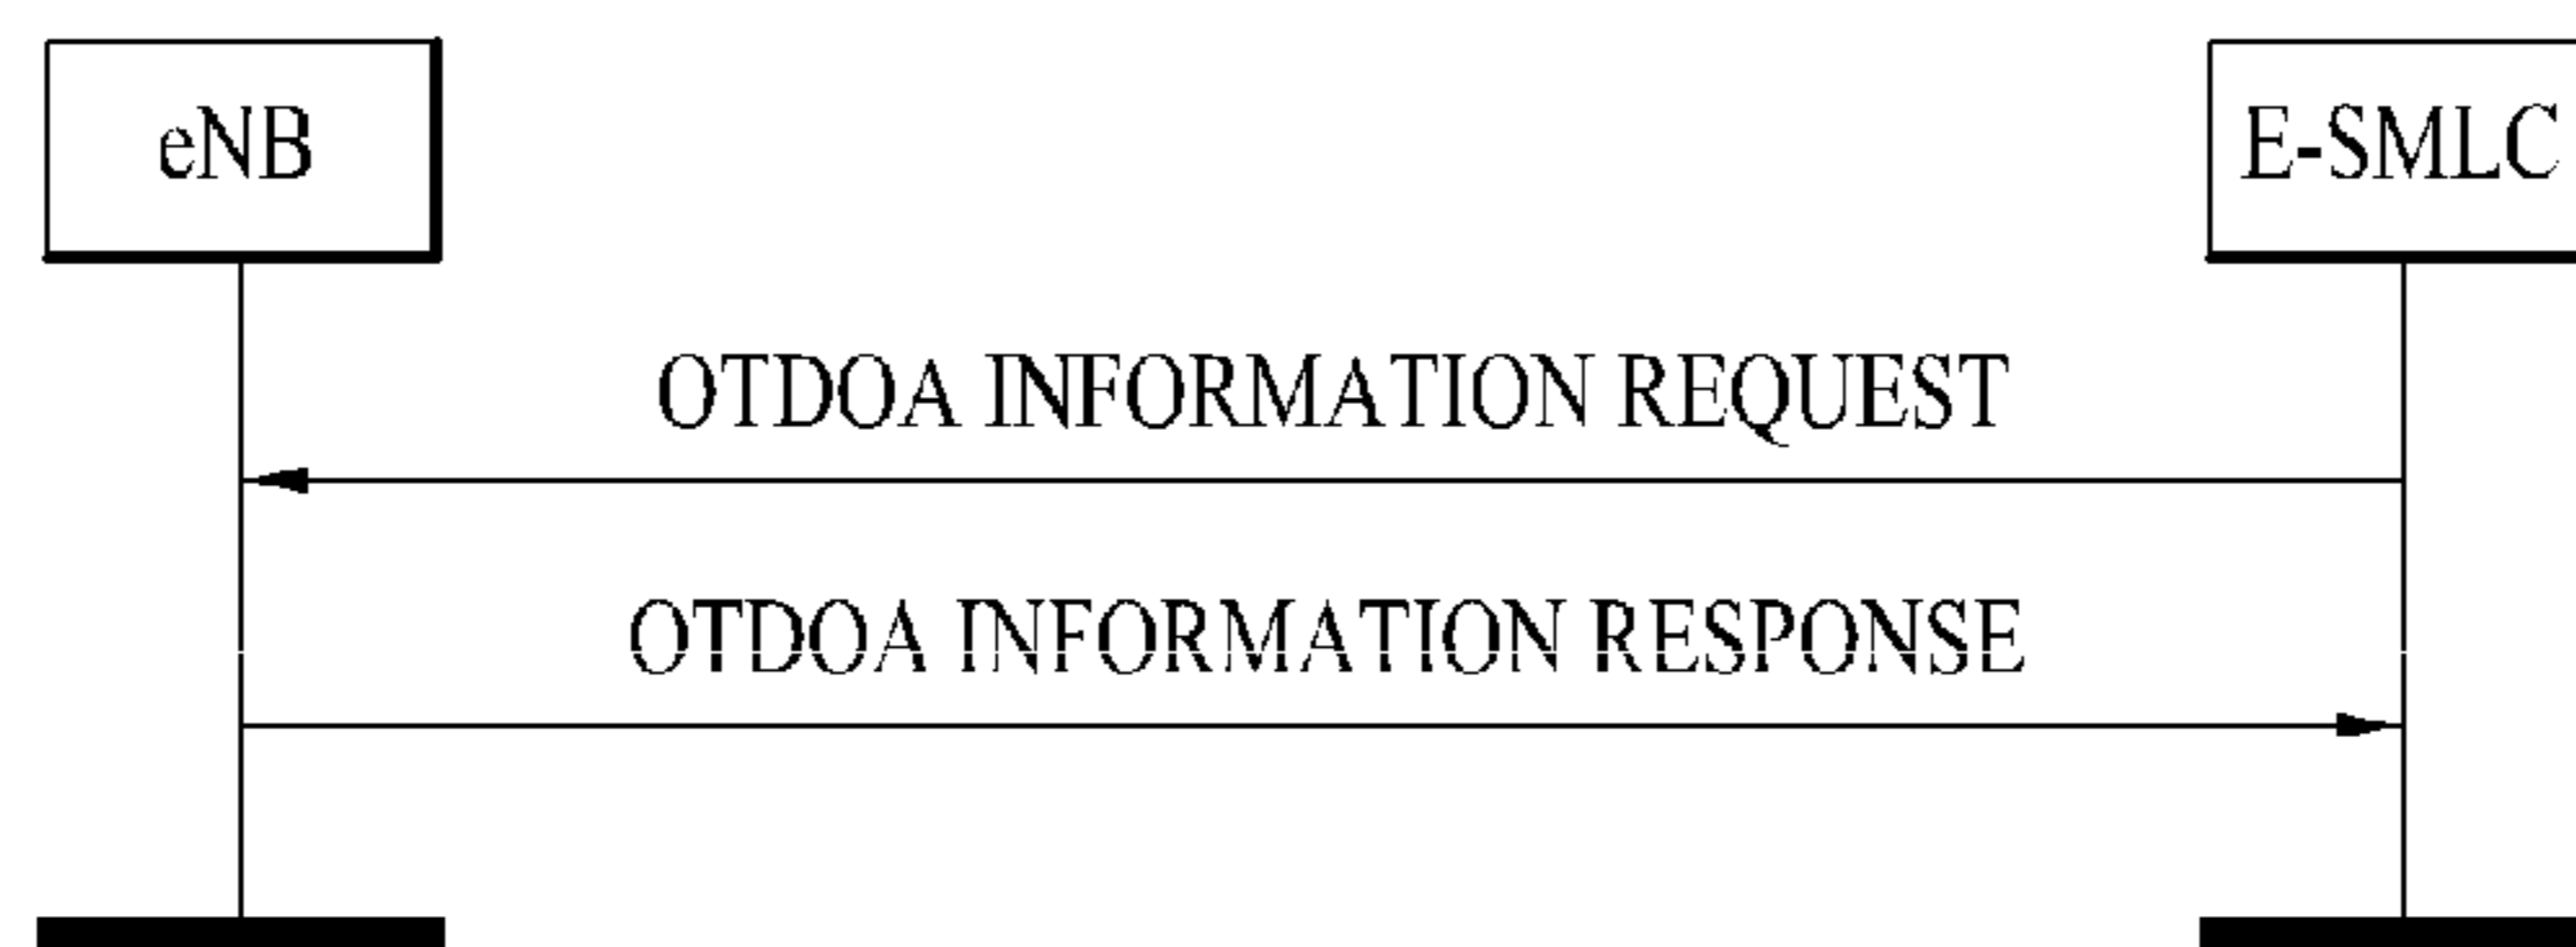 eNB
E-SMLC
OTDOA INFORMATION REQUEST
OTDOA INFORMATION RESPONSE